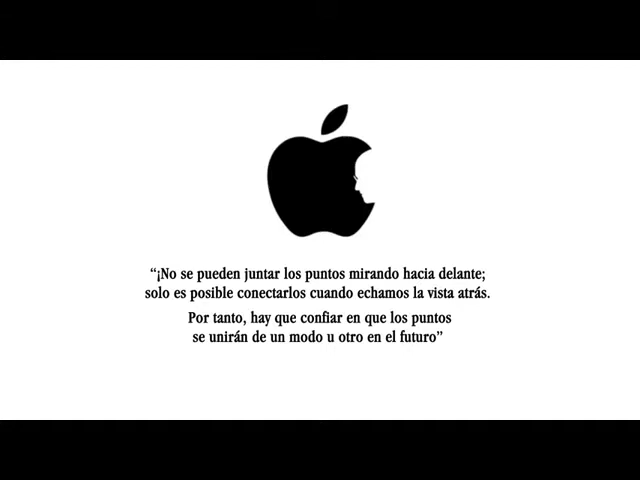 “¡No se pueden juntar los puntos mirando hacia delante;
solo es posible conectarlos cuando echamos la vista atrás.
Por tanto, hay que confiar en que los puntos
se unirán de un modo u otro en el futuro”